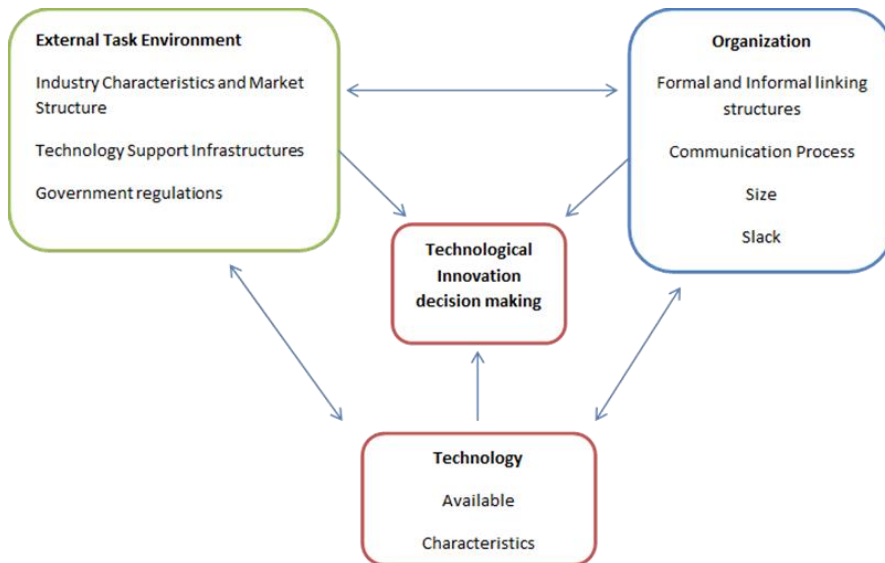 External Task Environment
Industry Characteristics and Market
Structure
Technology Support Infrastructures
Government regulations
Organization
Formal and Informal linking
structures
Communication Process
Size
Slack
Technological
Innovation
decision making
Technology
Available
Characteristics